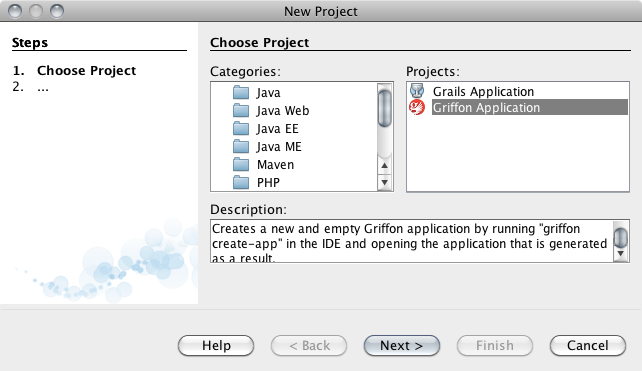 New Project
Steps
1. Choose Project
2. ...
Choose Project
Categories:
Java
Java Web
Java EE
Java ME
Maven
PHP
Projects:
Grails Application
Griffon Application
Description:
Creates a new and empty Griffon application by running "griffon
create-app" in the IDE and opening the application that is generated
as a result.
Help
< Back
Next >
Finish
Cancel